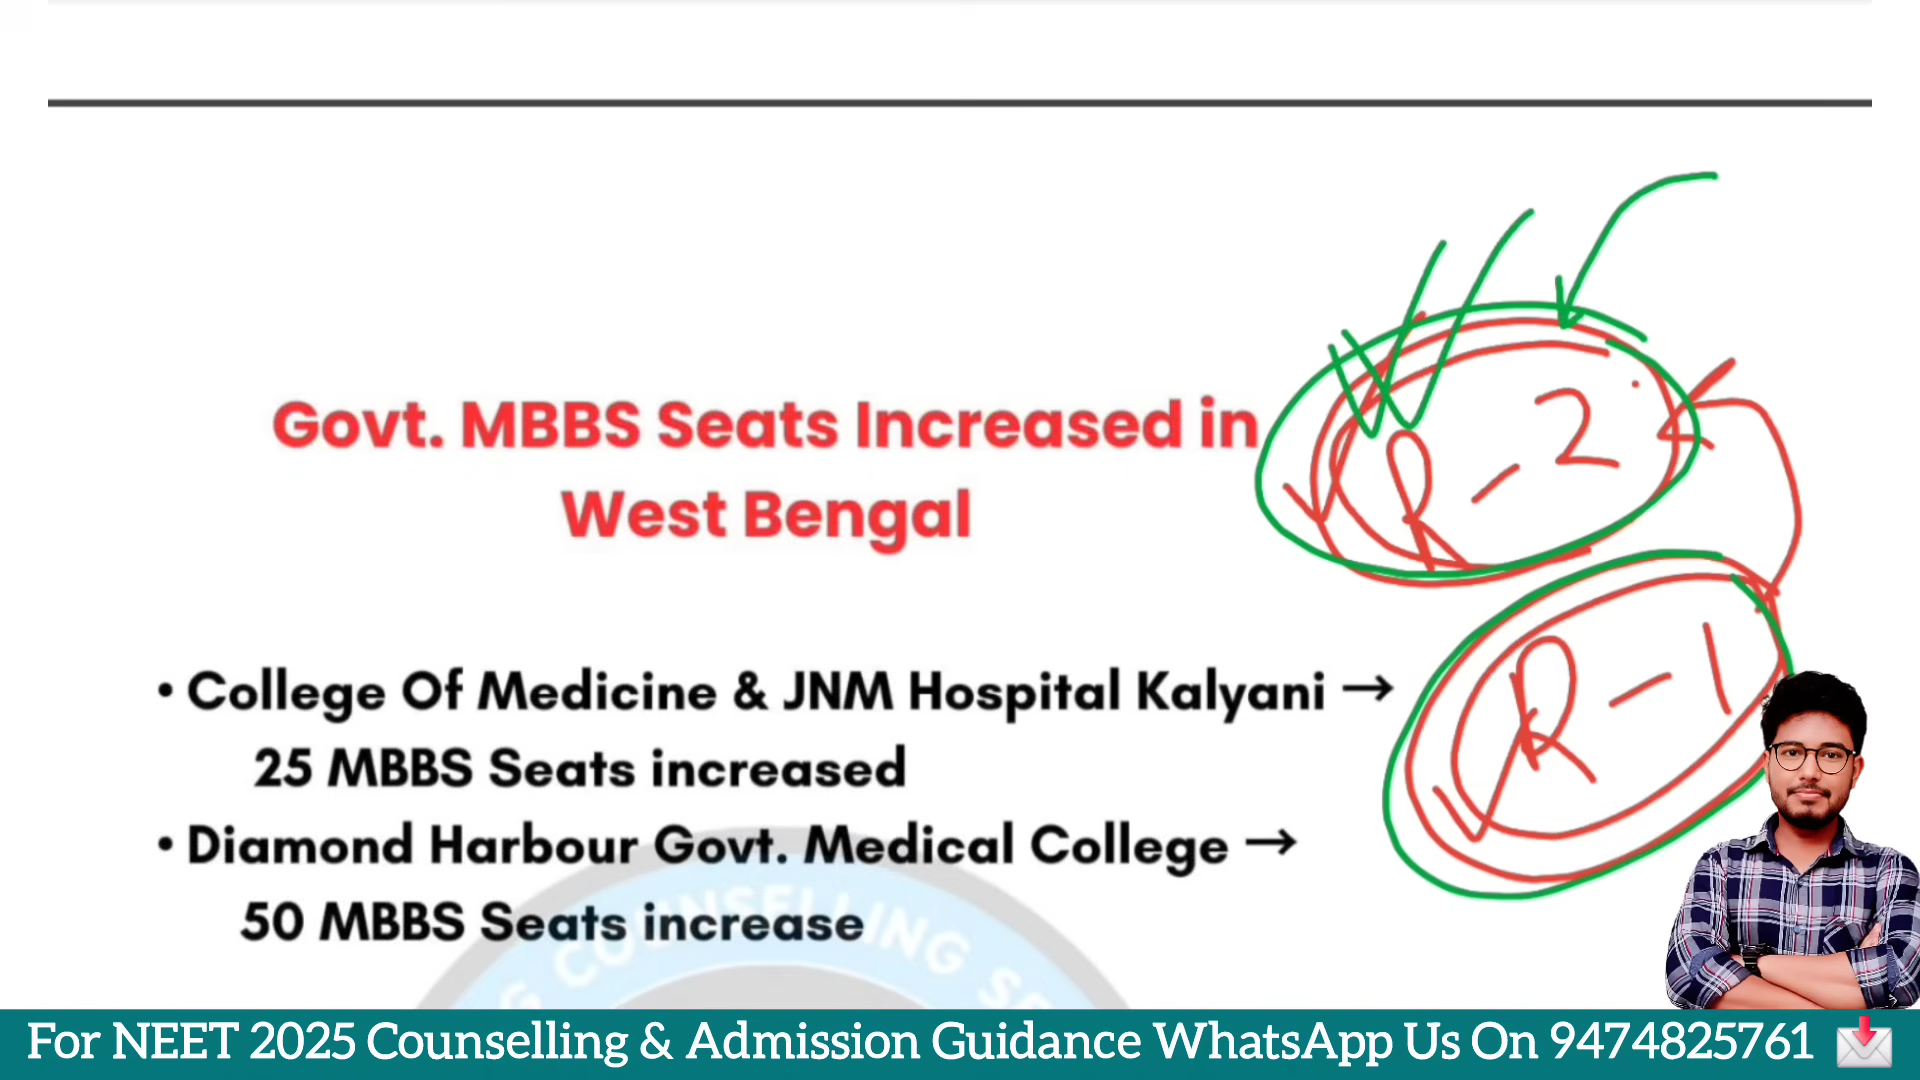 Govt. MBBS Seats Increased in
West Bengal
R-2
R-1
• College Of Medicine & JNM Hospital Kalyani →
25 MBBS Seats increased
• Diamond Harbour Govt. Medical College →
50 MBBS Seats increase
COUNSELLING
For NEET 2025 Counselling & Admission Guidance WhatsApp Us On 9474825761